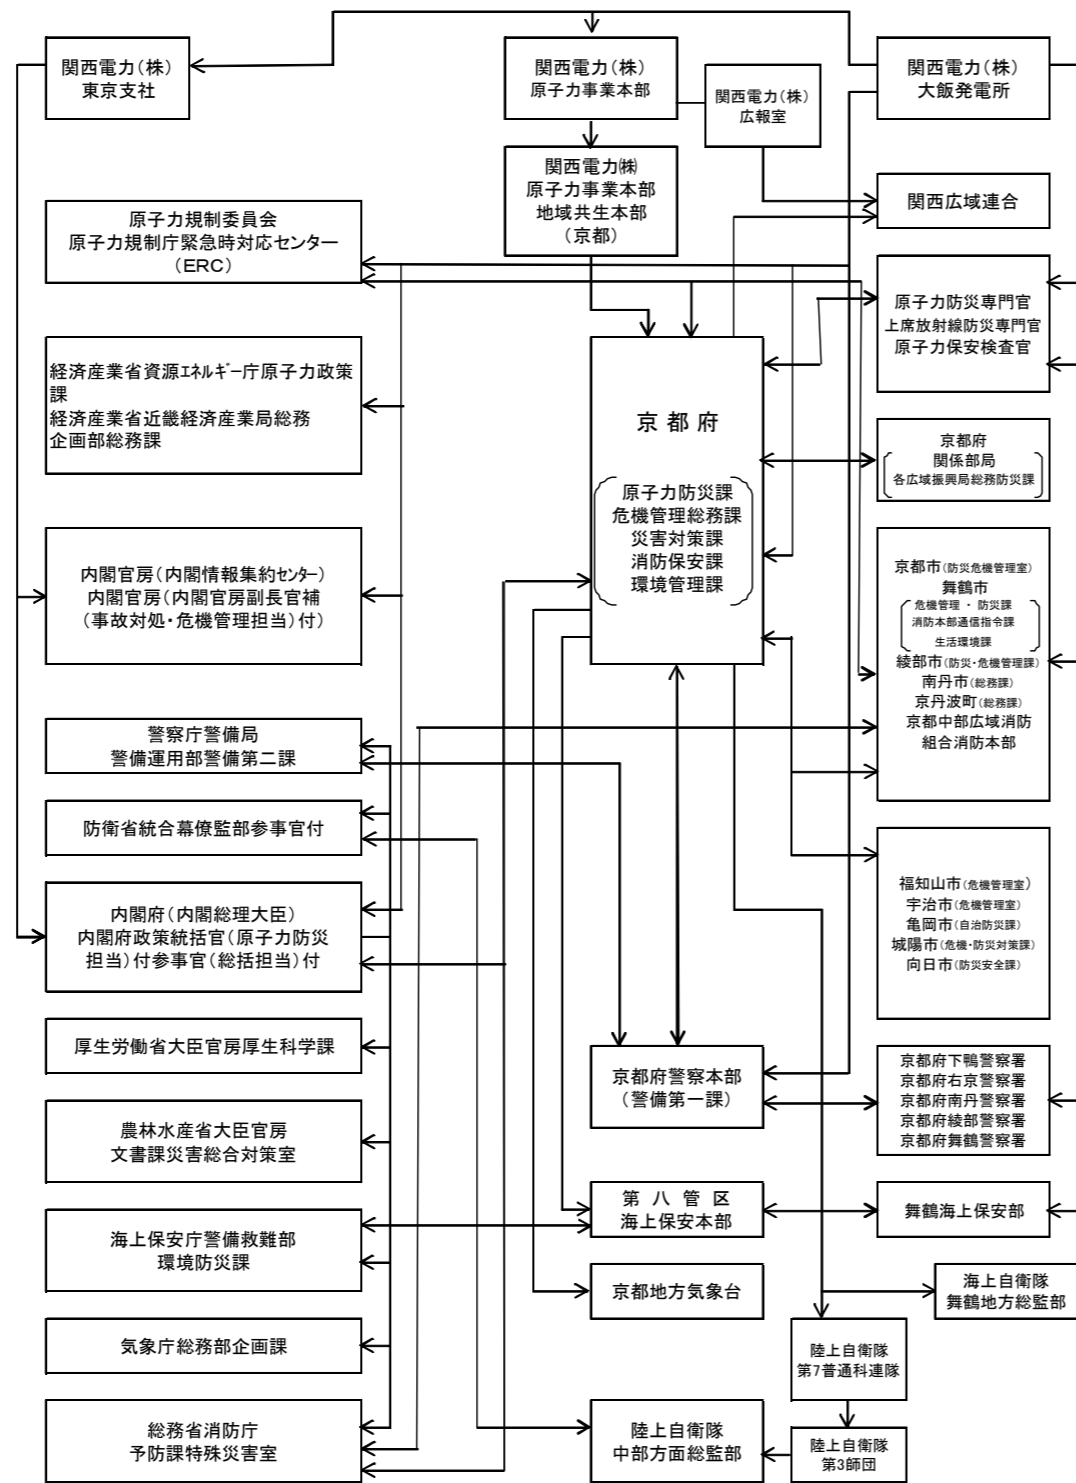 関西電力(株)
東京支社
関西電力(株)
原子力事業本部
関西電力(株)
広報室
関西電力(株)
大飯発電所
関西電力㈱
原子力事業本部
地域共生本部
(京都)
関西広域連合
原子力規制委員会
原子力規制庁緊急時対応センター
(ERC)
原子力防災専門官
上席放射線防災専門官
原子力保安検査官
経済産業省資源エネルギー庁原子力政策
課
経済産業省近畿経済産業局総務
企画部総務課
京都府
原子力防災課
危機管理総務課
災害対策課
消防保安課
環境管理課
京都府
関係部局
各広域振興局総務防災課
内閣官房(内閣情報集約センター)
内閣官房(内閣官房副長官補
(事故対処・危機管理担当)付)
京都市(防災危機管理室)
舞鶴市
危機管理・防災課
消防本部通信指令課
生活環境課
綾部市(防災・危機管理課)
南丹市(総務課)
京丹波町(総務課)
京都中部広域消防
組合消防本部
警察庁警備局
警備運用部警備第二課
防衛省統合幕僚監部参事官付
福知山市(危機管理室)
宇治市(危機管理室)
亀岡市(自治防災課)
城陽市(危機・防災対策課)
向日市(防災安全課)
内閣府(内閣総理大臣)
内閣府政策統括官(原子力防災
担当)付参事官(総括担当)付
厚生労働省大臣官房厚生科学課
京都府警察本部
(警備第一課)
京都府下鴨警察署
京都府右京警察署
京都府南丹警察署
京都府綾部警察署
京都府舞鶴警察署
農林水産省大臣官房
文書課災害総合対策室
海上保安庁警備救難部
環境防災課
第八管区
海上保安本部
舞鶴海上保安部
京都地方気象台
海上自衛隊
舞鶴地方総監部
気象庁総務部企画課
陸上自衛隊
第7普通科連隊
総務省消防庁
予防課特殊災害室
陸上自衛隊
中部方面総監部
陸上自衛隊
第3師団